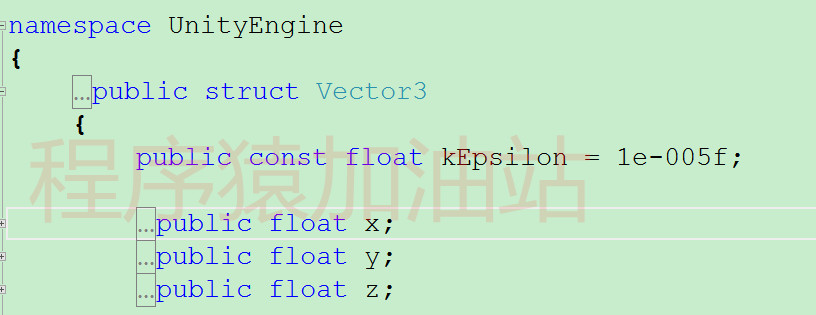 namespace UnityEngine
{
...public struct Vector3
{
public const float kEpsilon = 1e-005f;
程序猿加油站
...public float x;
...public float y;
...public float z;